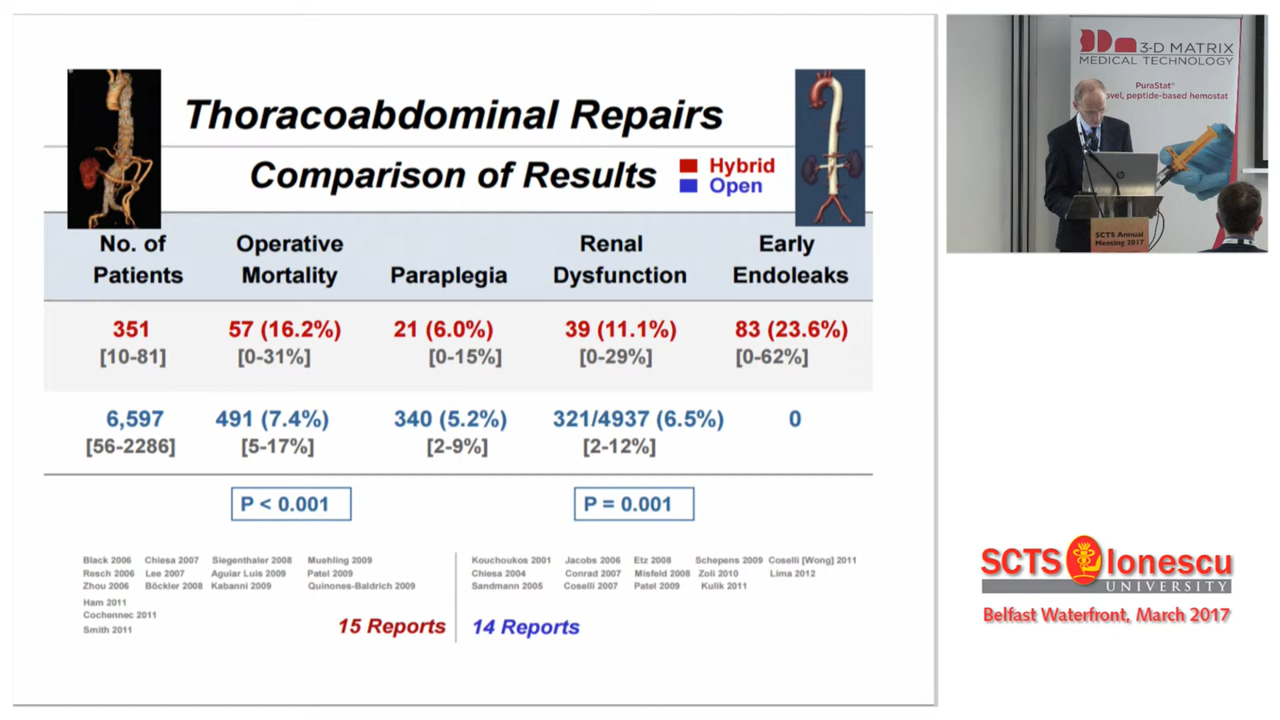 Thoracoabdominal Repairs
Comparison of Results
Hybrid
Open
No. of Patients
Operative Mortality
Paraplegia
Renal Dysfunction
Early Endoleaks
351 57 (16.2%) 21 (6.0%) 39 (11.1%) 83 (23.6%)
[10-81] [0-31%] [0-15%] [0-29%] [0-62%]
6,597 491 (7.4%) 340 (5.2%) 321/4937 (6.5%) 0
[56-2286] [5-17%] [2-9%] [2-12%]
P < 0.001 P = 0.001
Black 2006 Chiesa 2007 Siegenthaler 2008 Muehling 2009
Resch 2006 Lee 2007 Aguiar Luis 2009 Patel 2009
Zhou 2006 Böckler 2008 Kabanni 2009 Quinones-Baldrich 2009
Ham 2011
Cochennec 2011
Smith 2011
15 Reports
Kouchoukos 2001 Jacobs 2006 Etz 2008 Schepens 2009 Coselli [Wong] 2011
Chiesa 2004 Conrad 2007 Misfeld 2008 Zoli 2010 Lima 2012
Sandmann 2005 Coselli 2007 Patel 2009 Kulik 2011
14 Reports
3-D MATRIX
MEDICAL TECHNOLOGY
PuraStat®
ovel, peptide-based hemostat
SCTS Annual
Meeting 2017
SCTS Ionescu
UNIVERSITY
Belfast Waterfront, March 2017